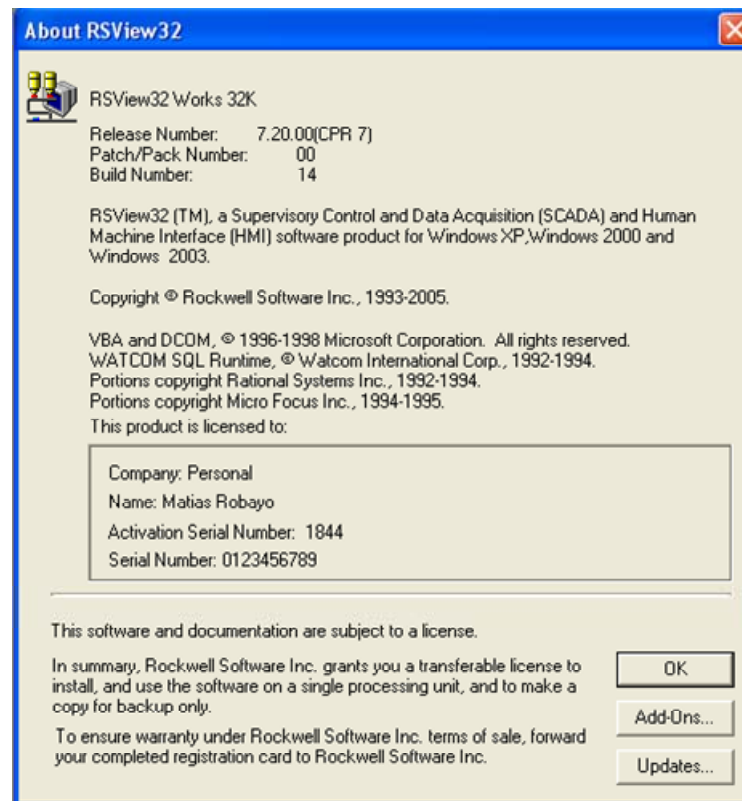 About RSView32
RSView32 Works 32K
Release Number: 7.20.00(CPR 7)
Patch/Pack Number: 00
Build Number: 14
RSView32 (TM), a Supervisory Control and Data Acquisition (SCADA) and Human
Machine Interface (HMI) software product for Windows XP,Windows 2000 and
Windows 2003.
Copyright © Rockwell Software Inc., 1993-2005.
VBA and DCOM, © 1996-1998 Microsoft Corporation. All rights reserved.
WATCOM SQL Runtime, © Watcom International Corp., 1992-1994.
Portions copyright Rational Systems Inc., 1992-1994.
Portions copyright Micro Focus Inc., 1994-1995.
This product is licensed to:
Company: Personal
Name: Matias Robayo
Activation Serial Number: 1844
Serial Number: 0123456789
This software and documentation are subject to a license.
In summary, Rockwell Software Inc. grants you a transferable license to
install, and use the software on a single processing unit, and to make a
copy for backup only.
To ensure warranty under Rockwell Software Inc. terms of sale, forward
your completed registration card to Rockwell Software Inc.
OK
Add-Ons...
Updates...